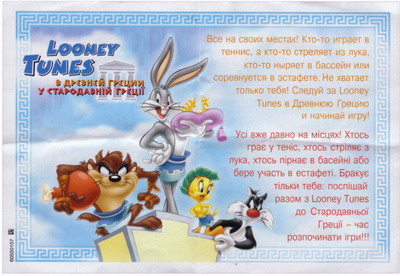 LOONEY
TUNES
В ДРЕВНЕЙ ГРЕЦИИ
У СТАРОДАВНІЙ ГРЕЦІЇ
Все на своих местах! Кто-то играет в
теннис, а кто-то стреляет из лука,
кто-то ныряет в бассейн или
соревнуется в эстафете. Не хватает
только тебя! Следуй за Looney
Tunes в Древнюю Грецию
и начинай игру!
Усі вже давно на місцях! Хтось
грає у теніс, хтось стріляє з
лука, хтось пірнає в басейні або
бере участь в естафеті. Бракує
тільки тебе: поспішай
разом з Looney Tunes
до Стародавньої
Греції – час
розпочинати ігри!!!
60550107